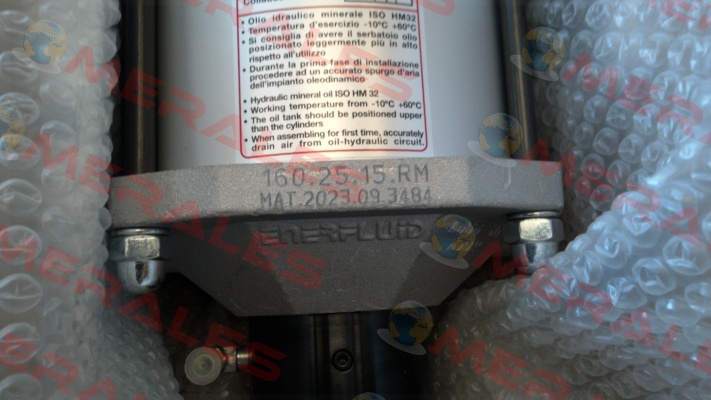 • Olio idraulico minerale ISO HM32
• Temperatura d'esercizio -10°C +60°C
• Si consiglia di avere il serbatoio olio
posizionato leggermente più in alto
rispetto all'utilizzo
• Durante la prima fase di installazione
procedere ad un accurato spurgo d'aria
dell'impianto oleodinamico
• Hydraulic mineral oil ISO HM 32
• Working temperature from -10°C +60°C
• The oil tank should be positioned upper
than the cylinders
• When assembling for first time, accurately
drain air from oil-hydraulic circuit.
160.25.15.RM
MAT.2023.09.3484
ENERFLUID
MERALES
MERALES
MERALES
MERALES